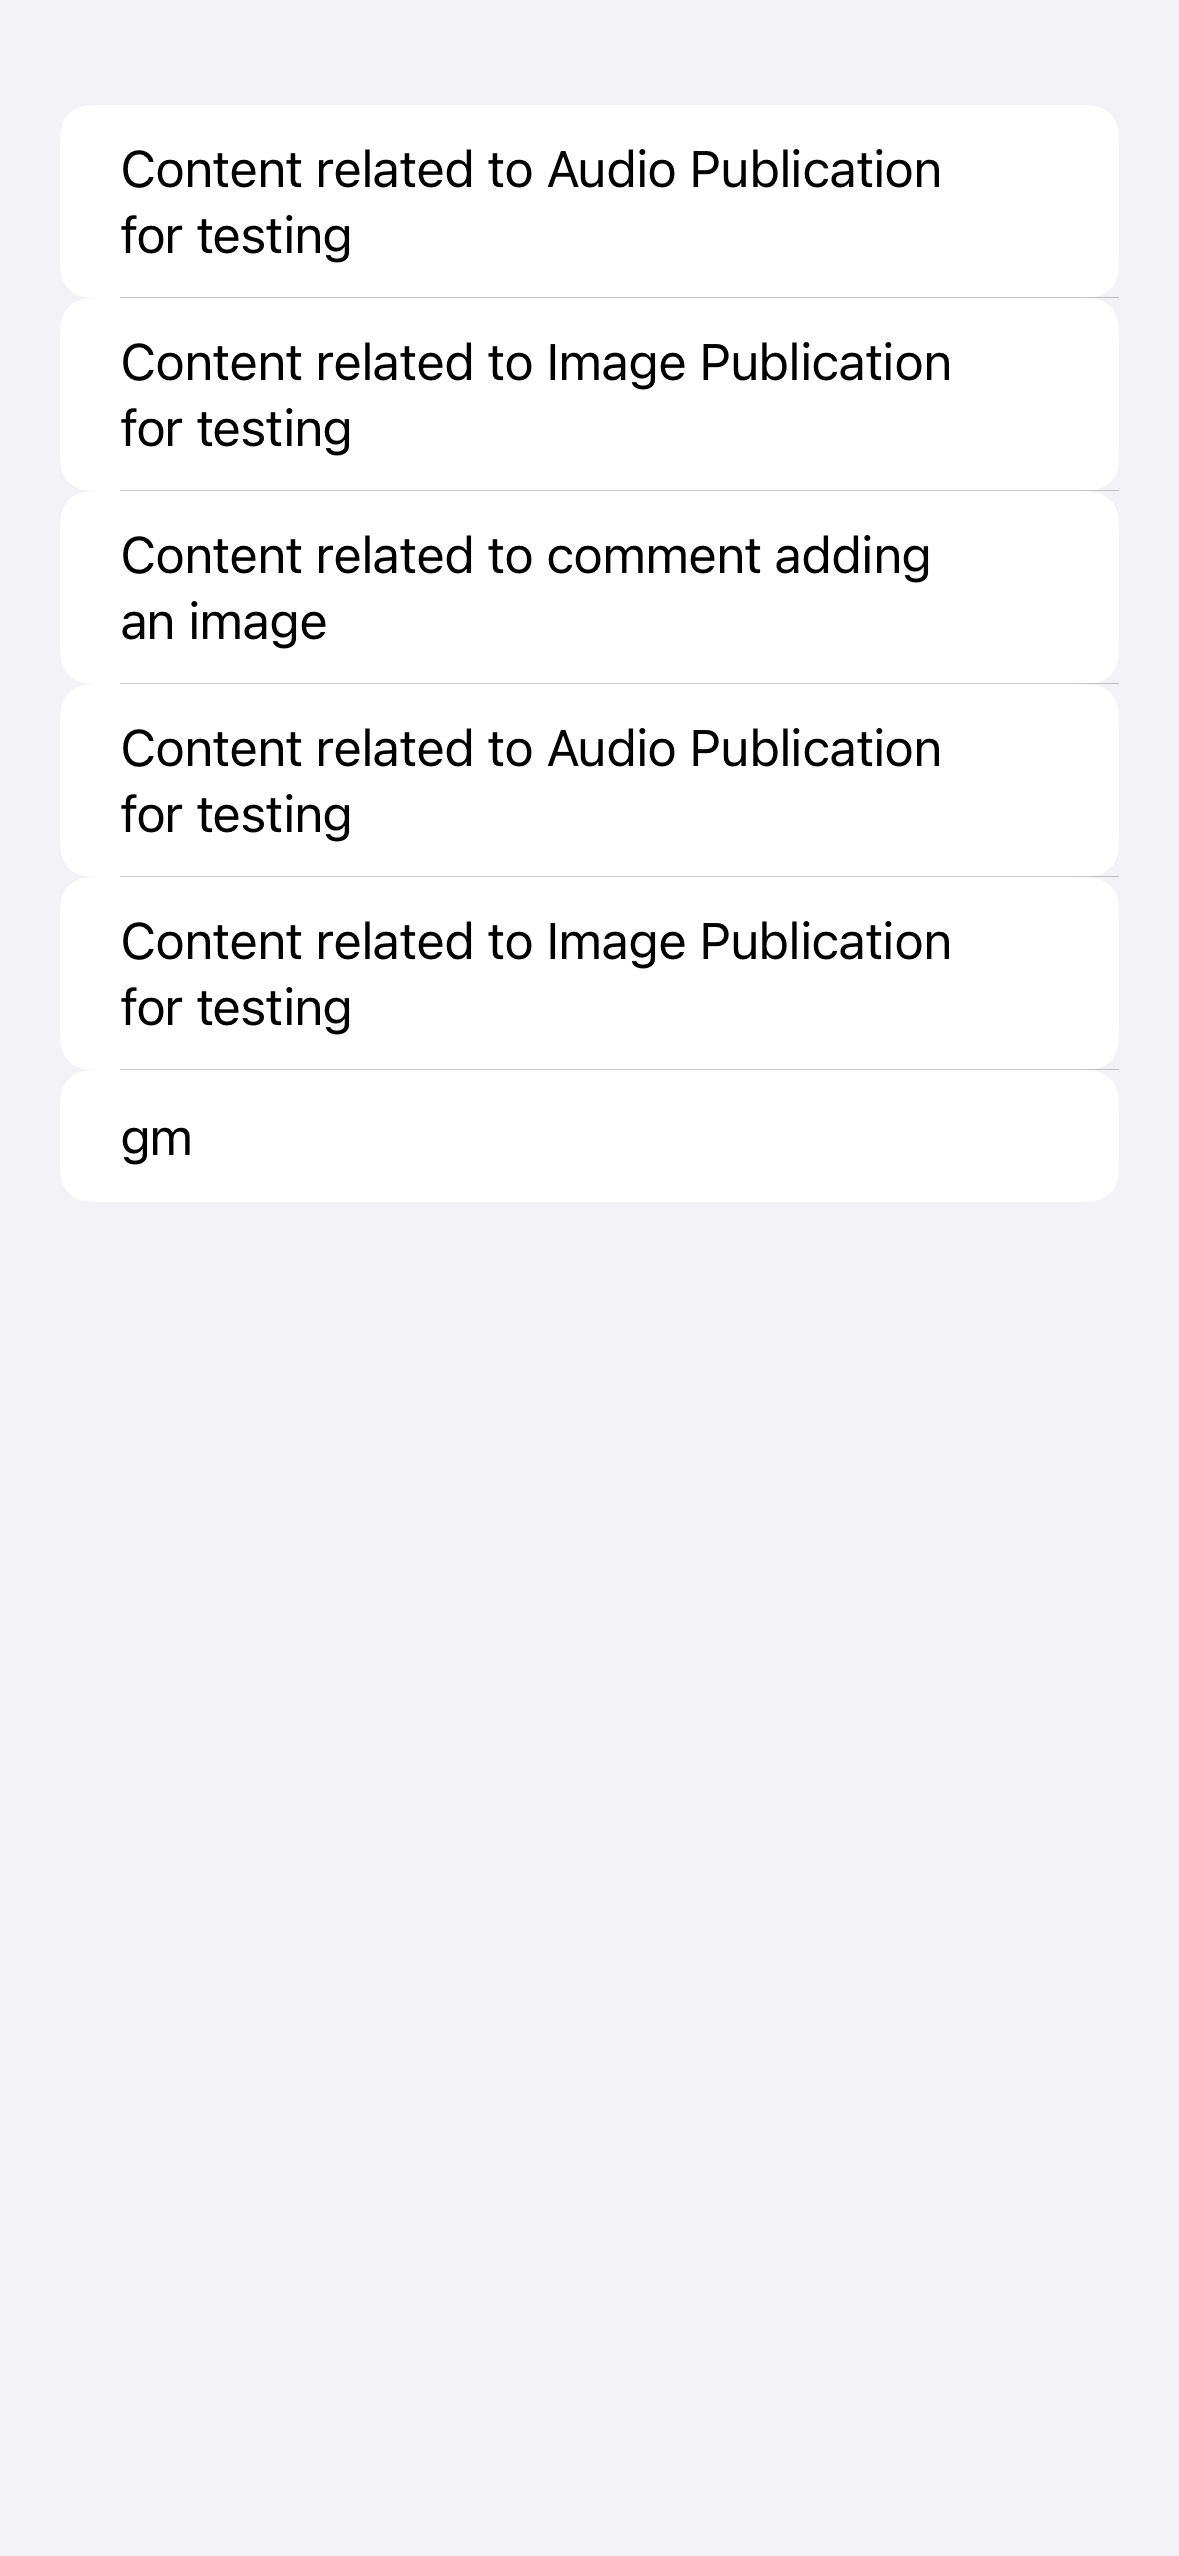 Content related to Audio Publication
for testing
Content related to Image Publication
for testing
Content related to comment adding
an image
Content related to Audio Publication
for testing
Content related to Image Publication
for testing
gm